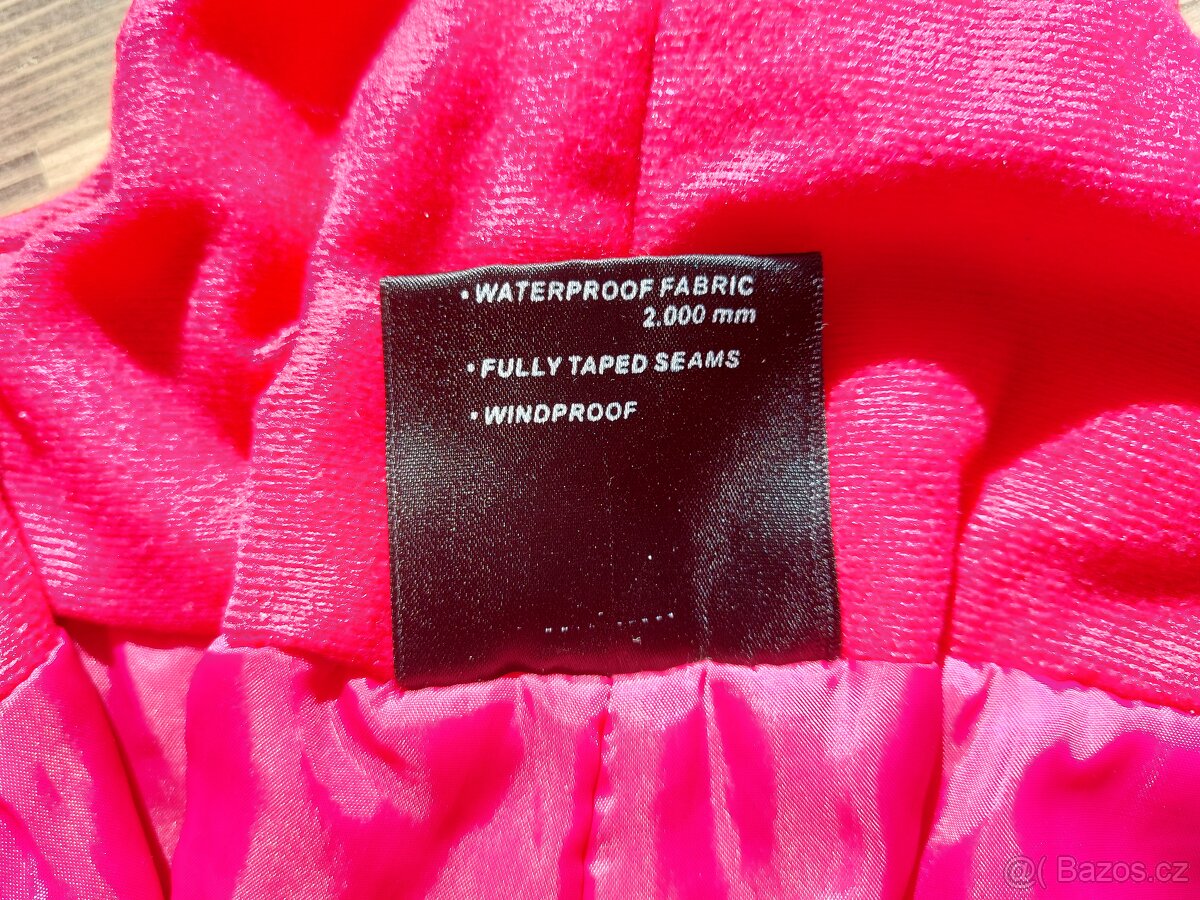 • WATERPROOF FABRIC
2.000 mm
• FULLY TAPED SEAMS
• WINDPROOF
@( Bazos.cz